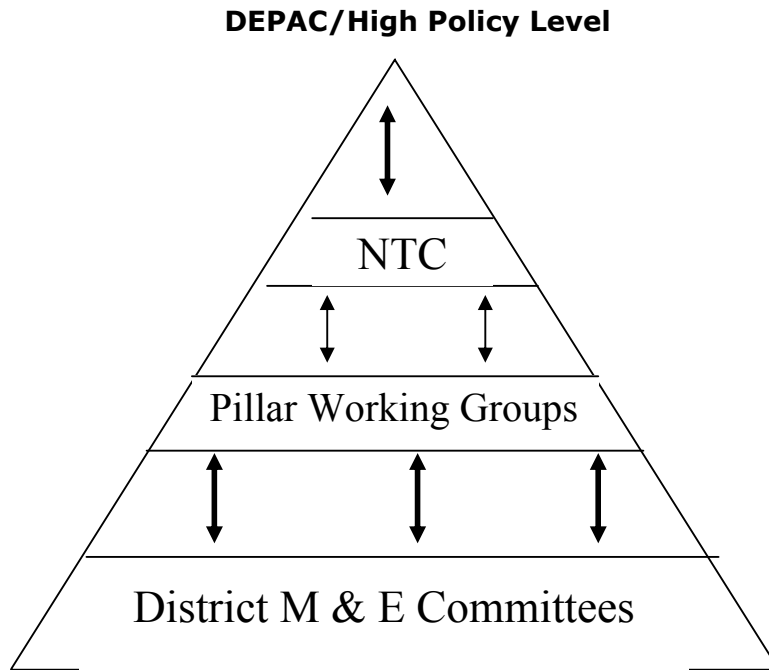 DEPAC/High Policy Level
NTC
Pillar Working Groups
District M & E Committees